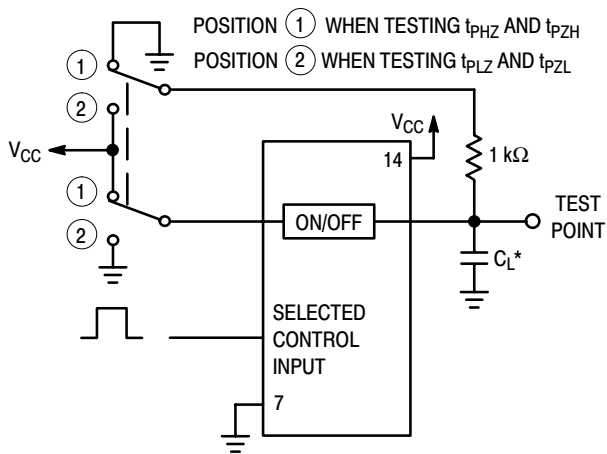 POSITION 1 WHEN TESTING tPHZ AND tPZH
POSITION 2 WHEN TESTING tPLZ AND tPZL
1
2
VCC
1
2
VCC
14
1 kΩ
ON/OFF
TEST
POINT
CL*
SELECTED
CONTROL
INPUT
7